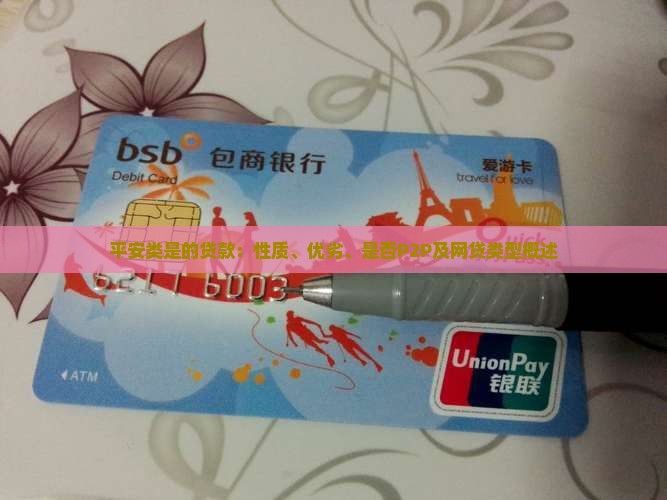 bsb 包商银行
Debit Card
爱游卡
travel for love
Quick
平安类是的贷款：性质、优劣、是否P2P及网贷类型概述
6217 6003
ATM
UnionPay
银联